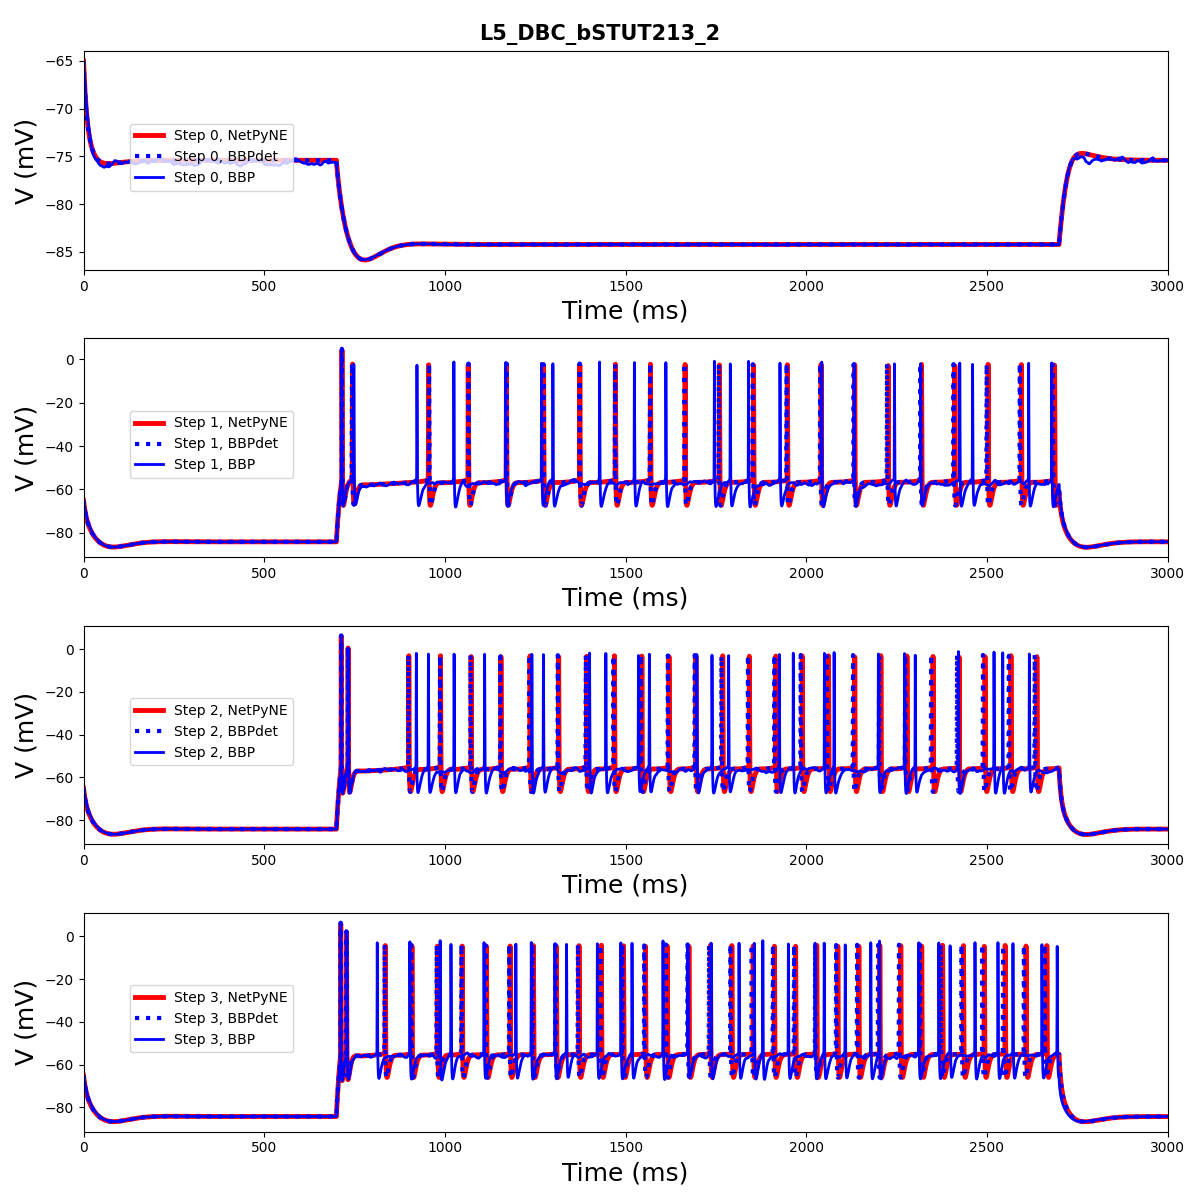 L5_DBC_bSTUT213_2
−65
−70
−75
−80
−85
V (mV)
Step 0, NetPyNE
Step 0, BBPdet
Step 0, BBP
0 500 1000 1500 2000 2500 3000
Time (ms)
0
−20
−40
−60
−80
V (mV)
Step 1, NetPyNE
Step 1, BBPdet
Step 1, BBP
0 500 1000 1500 2000 2500 3000
Time (ms)
0
−20
−40
−60
−80
V (mV)
Step 2, NetPyNE
Step 2, BBPdet
Step 2, BBP
0 500 1000 1500 2000 2500 3000
Time (ms)
0
−20
−40
−60
−80
V (mV)
Step 3, NetPyNE
Step 3, BBPdet
Step 3, BBP
0 500 1000 1500 2000 2500 3000
Time (ms)